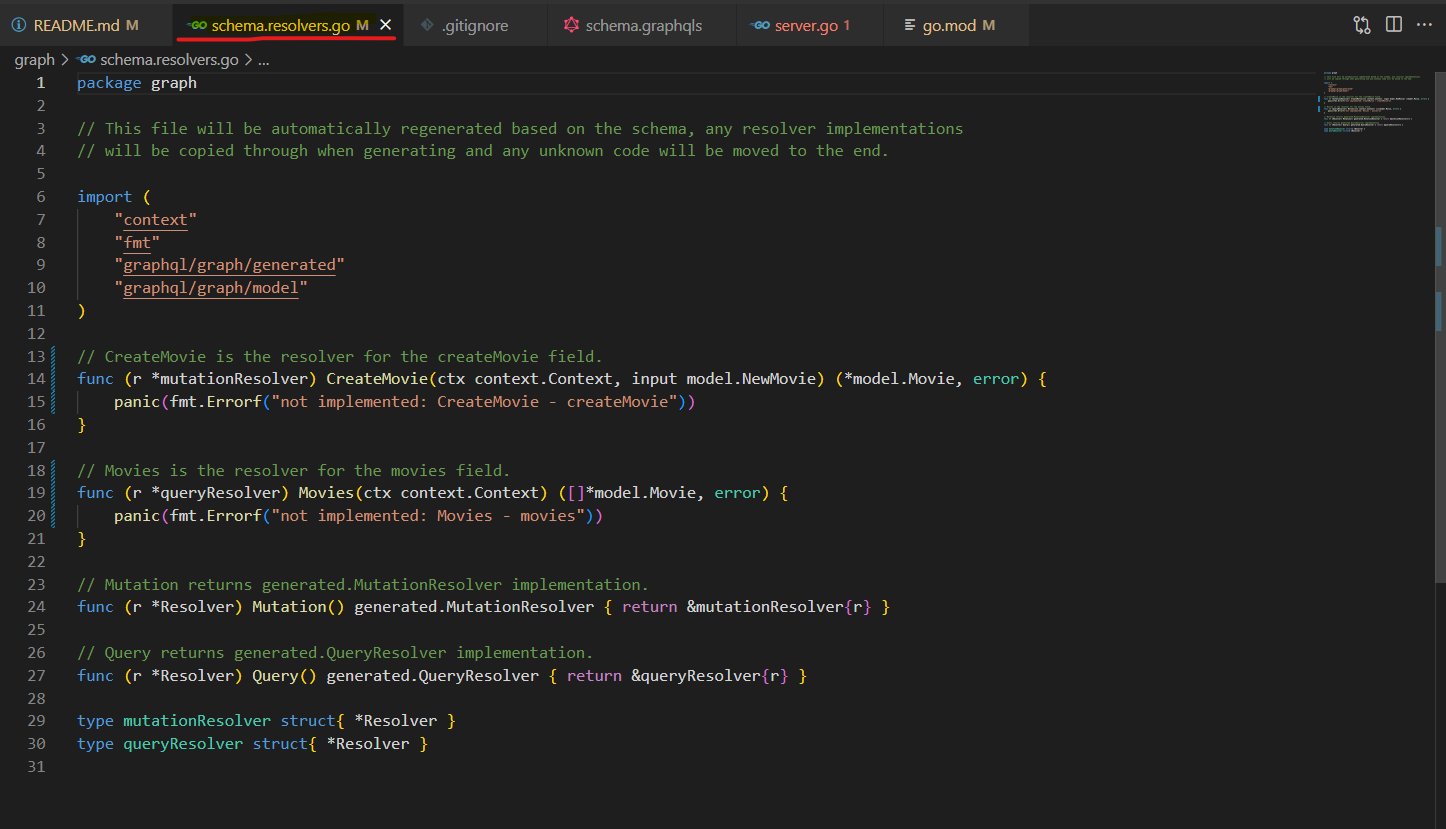 README.md M schema.resolvers.go M .gitignore schema.graphqls server.go 1 go.mod M
graph > schema.resolvers.go > ...
1 package graph
2
3 // This file will be automatically regenerated based on the schema, any resolver implementations
4 // will be copied through when generating and any unknown code will be moved to the end.
5
6 import (
7 "context"
8 "fmt"
9 "graphql/graph/generated"
10 "graphql/graph/model"
11 )
12
13 // CreateMovie is the resolver for the createMovie field.
14 func (r *mutationResolver) CreateMovie(ctx context.Context, input model.NewMovie) (*model.Movie, error) {
15 panic(fmt.Errorf("not implemented: CreateMovie - createMovie"))
16 }
17
18 // Movies is the resolver for the movies field.
19 func (r *queryResolver) Movies(ctx context.Context) ([]*model.Movie, error) {
20 panic(fmt.Errorf("not implemented: Movies - movies"))
21 }
22
23 // Mutation returns generated.MutationResolver implementation.
24 func (r *Resolver) Mutation() generated.MutationResolver { return &mutationResolver{r} }
25
26 // Query returns generated.QueryResolver implementation.
27 func (r *Resolver) Query() generated.QueryResolver { return &queryResolver{r} }
28
29 type mutationResolver struct{ *Resolver }
30 type queryResolver struct{ *Resolver }
31